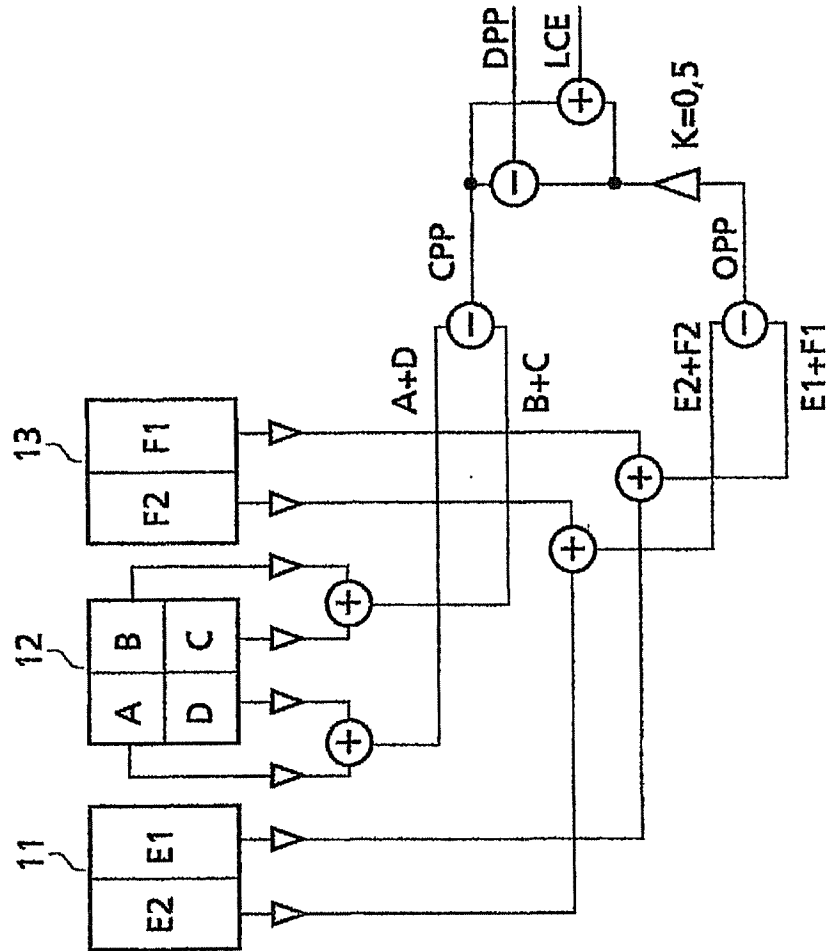 11
12
13
E2
E1
A
B
D
C
F2
F1
A+D
B+C
CPP
DPP
LCE
K=0,5
E2+F2
E1+F1
OPP